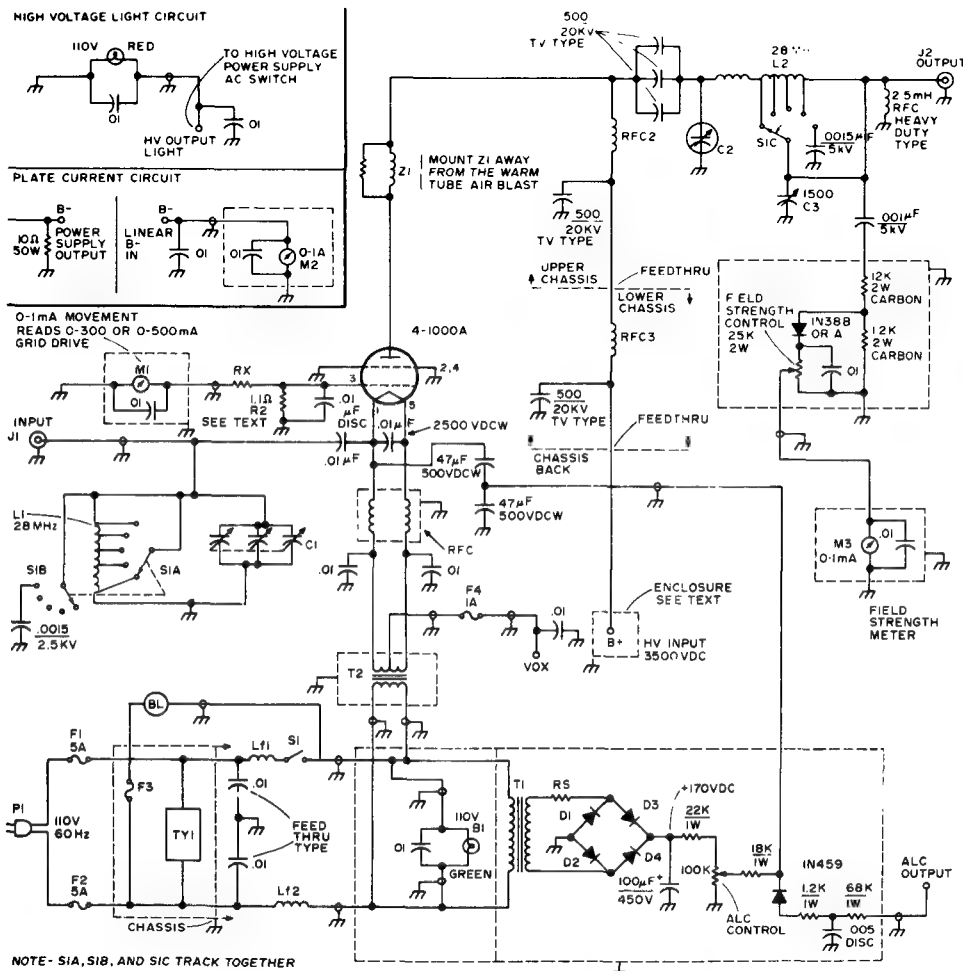 HIGH VOLTAGE LIGHT CIRCUIT
110V
RED
TO HIGH VOLTAGE
POWER SUPPLY
AC SWITCH
.01
.01
HV OUTPUT
LIGHT
PLATE CURRENT CIRCUIT
B-
10Ω
50W
POWER
SUPPLY
OUTPUT
B-
LINEAR
B-
IN
.01
.01
0-1A
M2
500
20KV
TV TYPE
L2
J2
OUTPUT
2.5mH
RFC
HEAVY
DUTY
TYPE
RFC2
C2
S1C
.0015µF
5kV
1500
C3
.001µF
5kV
Z1
MOUNT Z1 AWAY
FROM THE WARM
TUBE AIR BLAST
500
20KV
TV TYPE
UPPER
CHASSIS
FEEDTHRU
LOWER
CHASSIS
RFC3
12K
2W
CARBON
FIELD
STRENGTH
CONTROL
25K
2W
1N38B
OR A
12K
2W
CARBON
.01
0-1mA MOVEMENT
READS 0-300 OR 0-500mA
GRID DRIVE
4-1000A
M1
.01
RX
3
2,4
1
5
SEE TEXT
1.1Ω
R2
.01
µF
DISC
.01µF
.01µF
2500 VDCW
500
20KV
TV TYPE
FEEDTHRU
CHASSIS
BACK
INPUT
J1
47µF
500VDCW
47µF
500VDCW
L1
28MHz
S1A
C1
S1B
.0015
2.5KV
RFC
.01
.01
F4
1A
.01
VOX
ENCLOSURE
SEE TEXT
B+
HV INPUT
3500VDC
M3
0-1mA
.01
FIELD
STRENGTH
METER
T2
BL
F1
5A
F3
Lf1
S1
P1
110V
60Hz
TY1
.01
FEED
THRU
TYPE
.01
F2
5A
Lf2
CHASSIS
.01
110V
B1
GREEN
T1
RS
D1
D3
D2
D4
+170VDC
22K
1W
100µF
+
450V
100K
ALC
CONTROL
18K
1W
1N459
1.2K
1W
68K
1W
.005
DISC
ALC
OUTPUT
NOTE- S1A, S1B, AND S1C TRACK TOGETHER